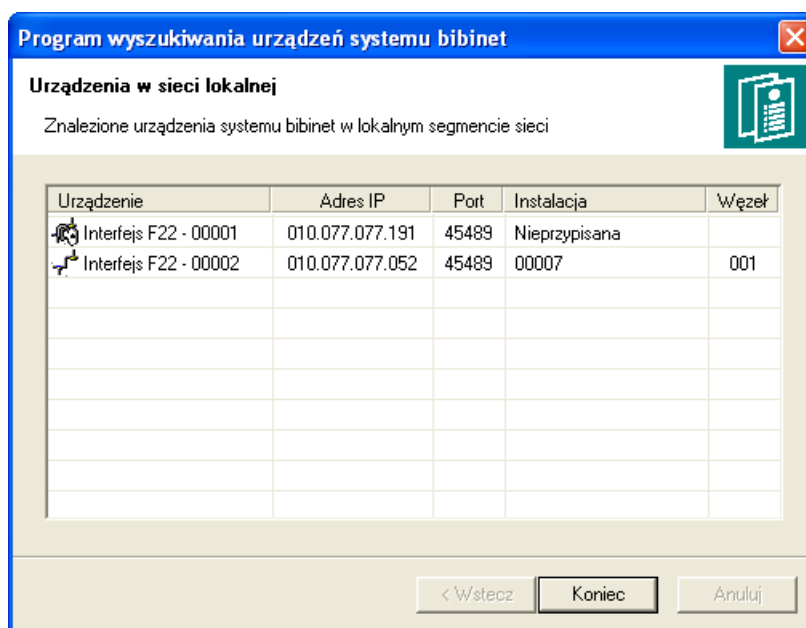 Program wyszukiwania urządzeń systemu bibinet
Urządzenia w sieci lokalnej
Znalezione urządzenia systemu bibinet w lokalnym segmencie sieci
Urządzenie Adres IP Port Instalacja Węzeł
Interfejs F22 - 00001 010.077.077.191 45489 Nieprzypisana
Interfejs F22 - 00002 010.077.077.052 45489 00007 001
< Wstecz Koniec Anuluj